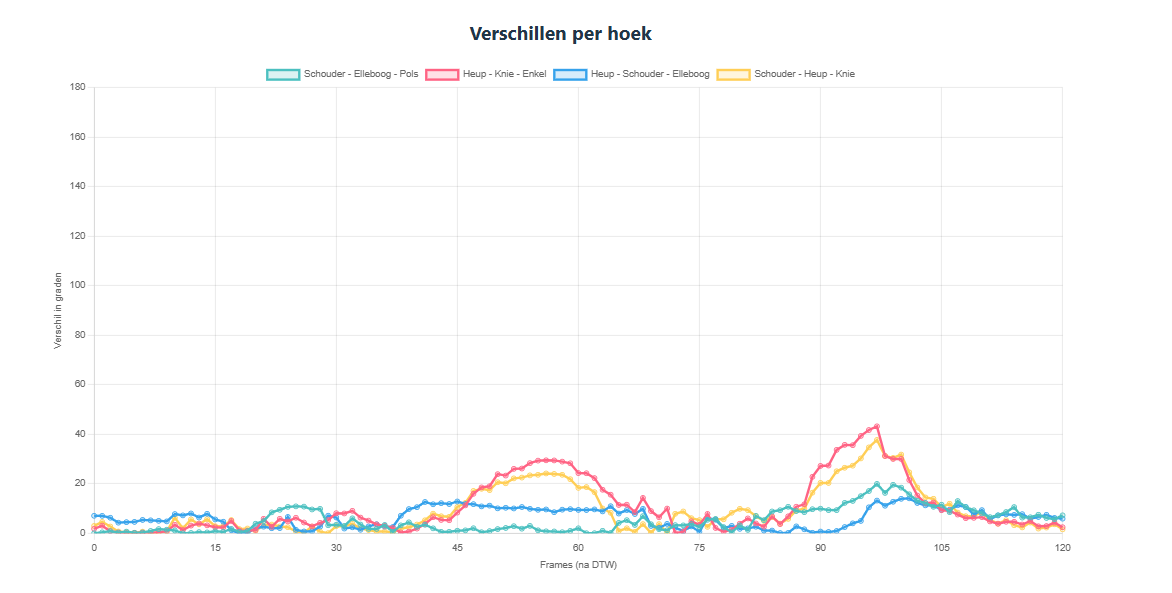 Verschillen per hoek
Schouder - Elleboog - Pols Heup - Knie - Enkel Heup - Schouder - Elleboog Schouder - Heup - Knie
180
160
140
120
100
80
60
40
20
0
Verschil in graden
0 15 30 45 60 75 90 105 120
Frames (na DTW)